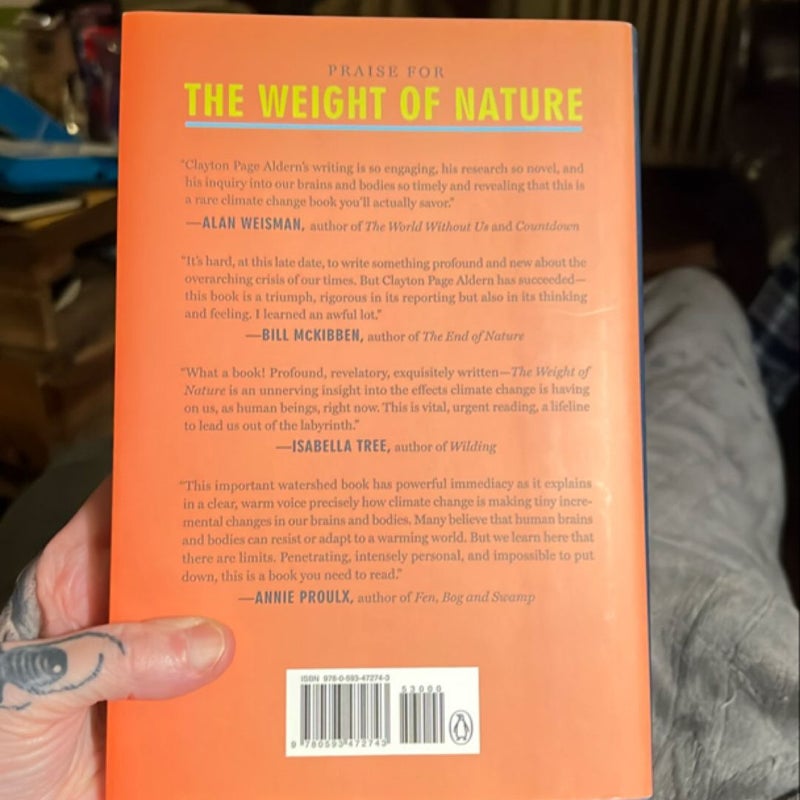 PRAISE FOR
THE WEIGHT OF NATURE
"Clayton Page Aldern's writing is so engaging, his research so novel, and
his inquiry into our brains and bodies so timely and revealing that this is
a rare climate change book you'll actually savor."
—ALAN WEISMAN, author of The World Without Us and Countdown
"It's hard, at this late date, to write something profound and new about the
overarching crisis of our times. But Clayton Page Aldern has succeeded—
this book is a triumph, rigorous in its reporting but also in its thinking
and feeling. I learned an awful lot."
—BILL MCKIBBEN, author of The End of Nature
"What a book! Profound, revelatory, exquisitely written—The Weight of
Nature is an unnerving insight into the effects climate change is having
on us, as human beings, right now. This is vital, urgent reading, a lifeline
to lead us out of the labyrinth."
—ISABELLA TREE, author of Wilding
"This important watershed book has powerful immediacy as it explains
in a clear, warm voice precisely how climate change is making tiny incre-
mental changes in our brains and bodies. Many believe that human brains
and bodies can resist or adapt to a warming world. But we learn here that
there are limits. Penetrating, intensely personal, and impossible to put
down, this is a book you need to read."
—ANNIE PROULX, author of Fen, Bog and Swamp
ISBN 978-0-593-47274-3
53000
9 780593 472743